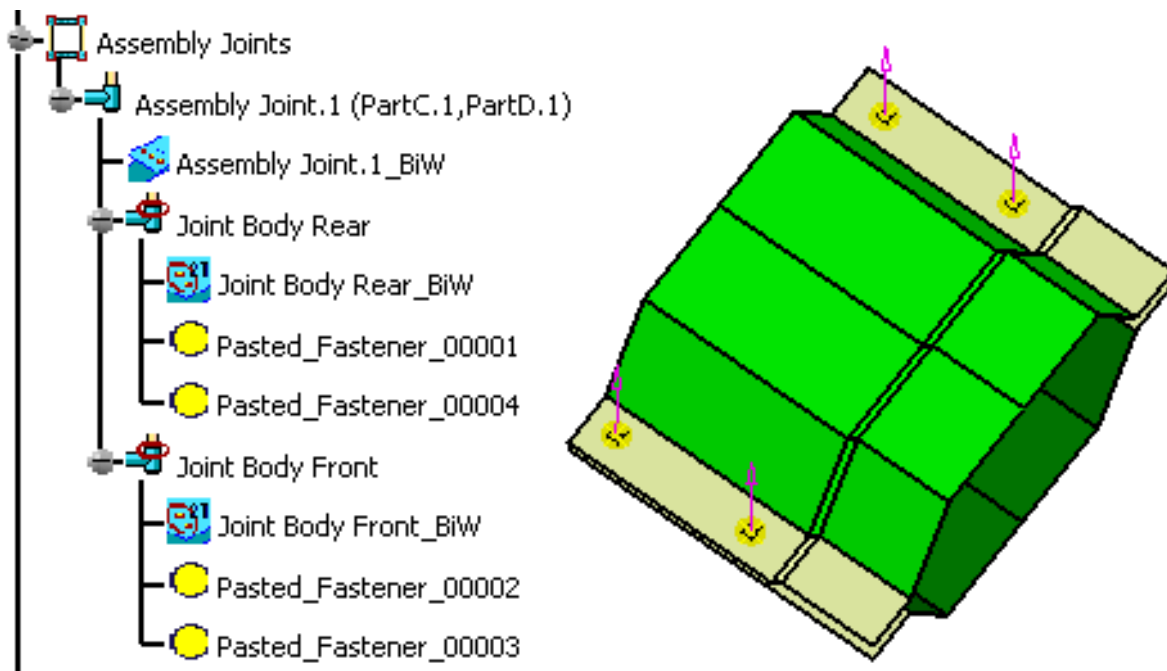 Assembly Joints
Assembly Joint.1 (PartC.1,PartD.1)
Assembly Joint.1_BiW
Joint Body Rear
Joint Body Rear_BiW
Pasted_Fastener_00001
Pasted_Fastener_00004
Joint Body Front
Joint Body Front_BiW
Pasted_Fastener_00002
Pasted_Fastener_00003